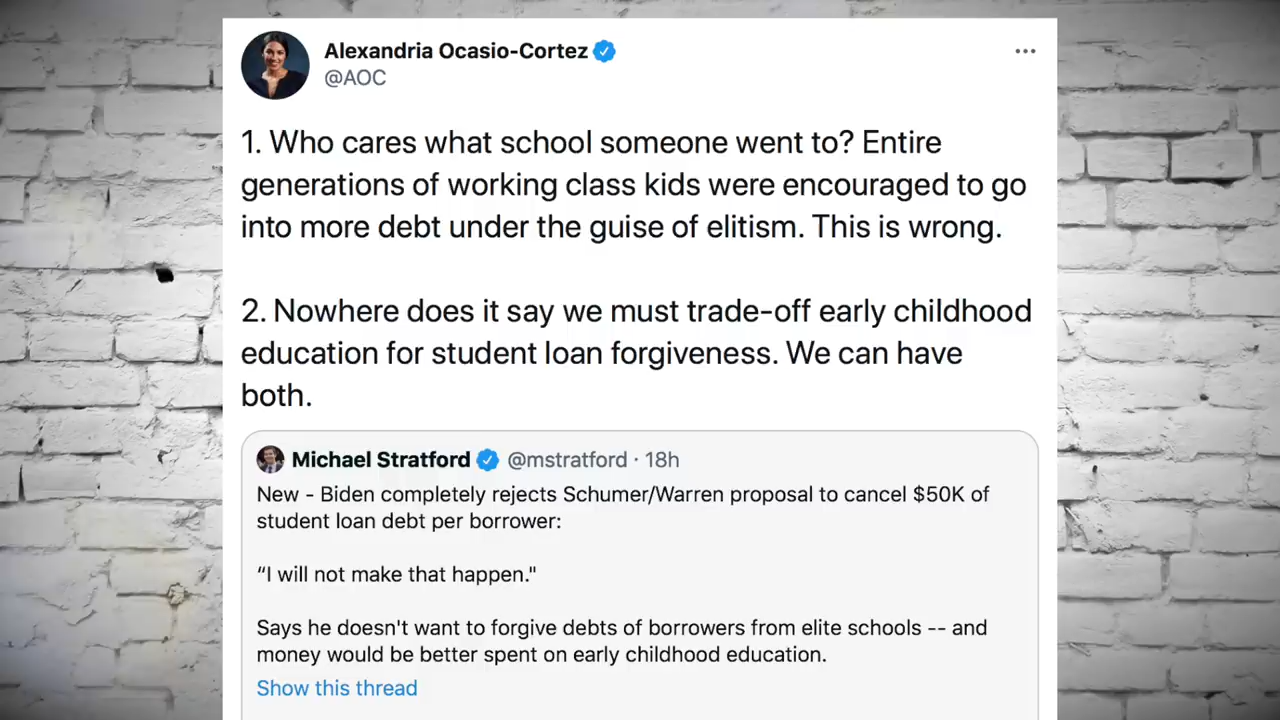 Alexandria Ocasio-Cortez
@AOC
1. Who cares what school someone went to? Entire
generations of working class kids were encouraged to go
into more debt under the guise of elitism. This is wrong.
2. Nowhere does it say we must trade-off early childhood
education for student loan forgiveness. We can have
both.
Michael Stratford @mstratford · 18h
New - Biden completely rejects Schumer/Warren proposal to cancel $50K of
student loan debt per borrower:
“I will not make that happen."
Says he doesn't want to forgive debts of borrowers from elite schools -- and
money would be better spent on early childhood education.
Show this thread